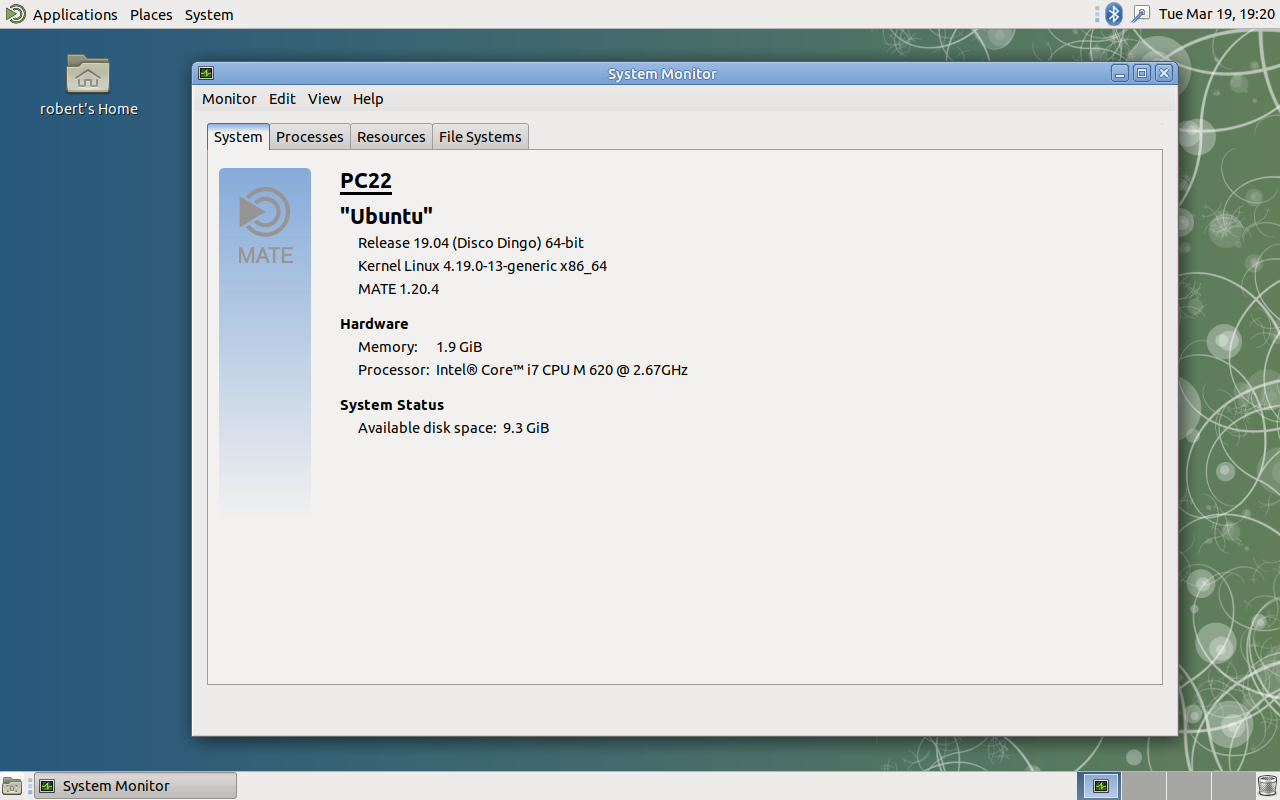 Applications Places System
Tue Mar 19, 19:20
robert's Home
System Monitor
Monitor Edit View Help
System Processes Resources File Systems
MATE
PC22
"Ubuntu"
Release 19.04 (Disco Dingo) 64-bit
Kernel Linux 4.19.0-13-generic x86_64
MATE 1.20.4
Hardware
Memory: 1.9 GiB
Processor: Intel® Core™ i7 CPU M 620 @ 2.67GHz
System Status
Available disk space: 9.3 GiB
System Monitor